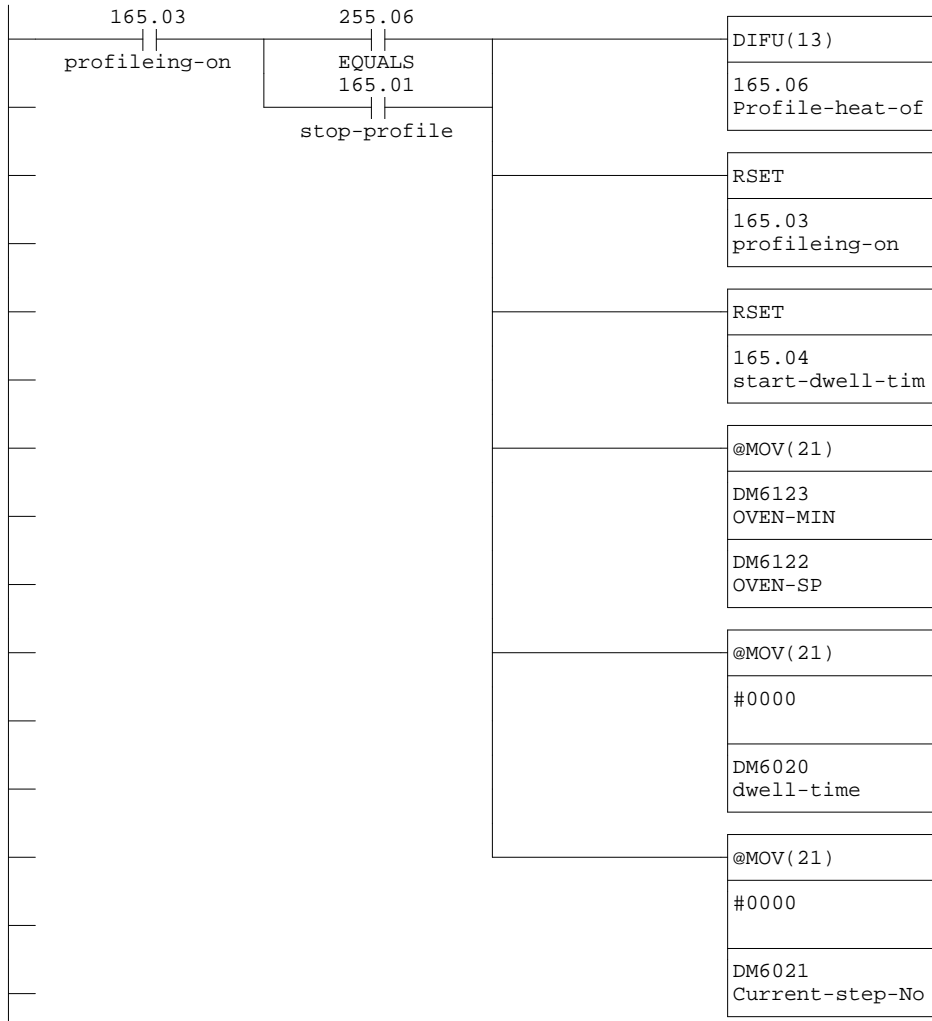 165.03
255.06
profileing-on
EQUALS
165.01
stop-profile
DIFU(13)
165.06
Profile-heat-of
RSET
165.03
profileing-on
RSET
165.04
start-dwell-tim
@MOV(21)
DM6123
OVEN-MIN
DM6122
OVEN-SP
@MOV(21)
#0000
DM6020
dwell-time
@MOV(21)
#0000
DM6021
Current-step-No